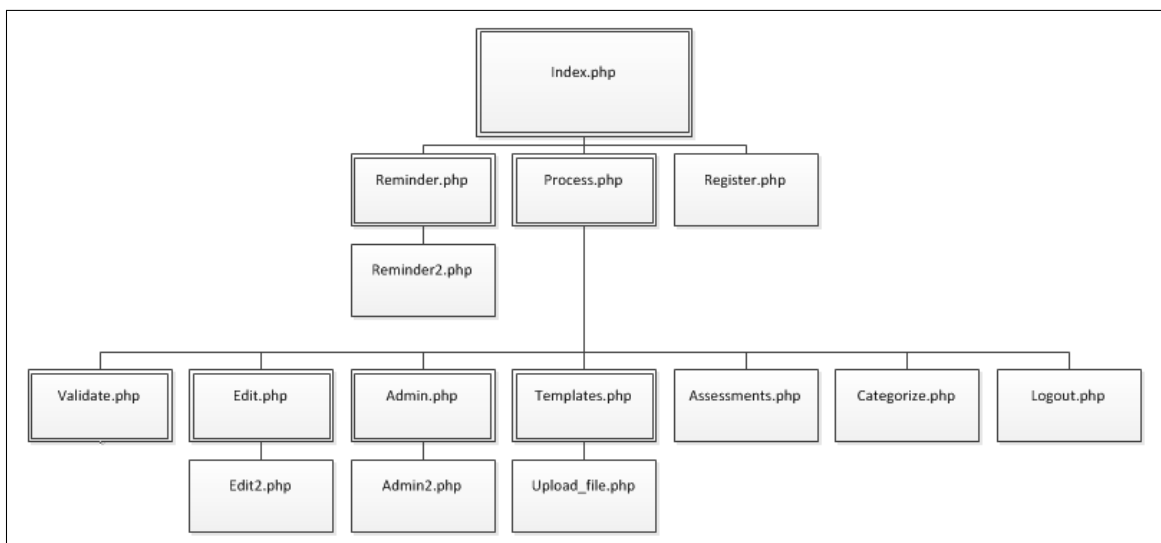 Index.php
Reminder.php
Process.php
Register.php
Reminder2.php
Validate.php
Edit.php
Admin.php
Templates.php
Assessments.php
Categorize.php
Logout.php
Edit2.php
Admin2.php
Upload_file.php